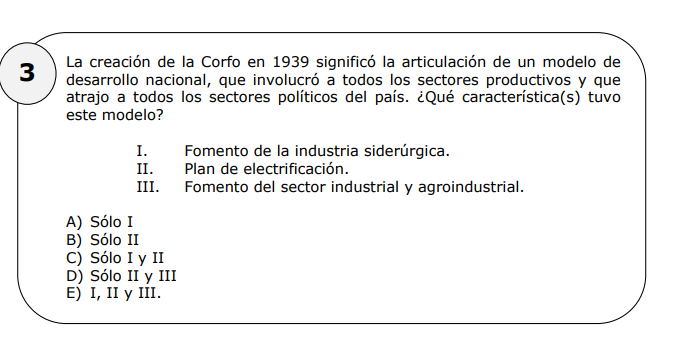 3
La creación de la Corfo en 1939 significó la articulación de un modelo de
desarrollo nacional, que involucró a todos los sectores productivos y que
atrajo a todos los sectores políticos del país. ¿Qué característica(s) tuvo
este modelo?
I. Fomento de la industria siderúrgica.
II. Plan de electrificación.
III. Fomento del sector industrial y agroindustrial.
A) Sólo I
B) Sólo II
C) Sólo I y II
D) Sólo II y III
E) I, II y III.